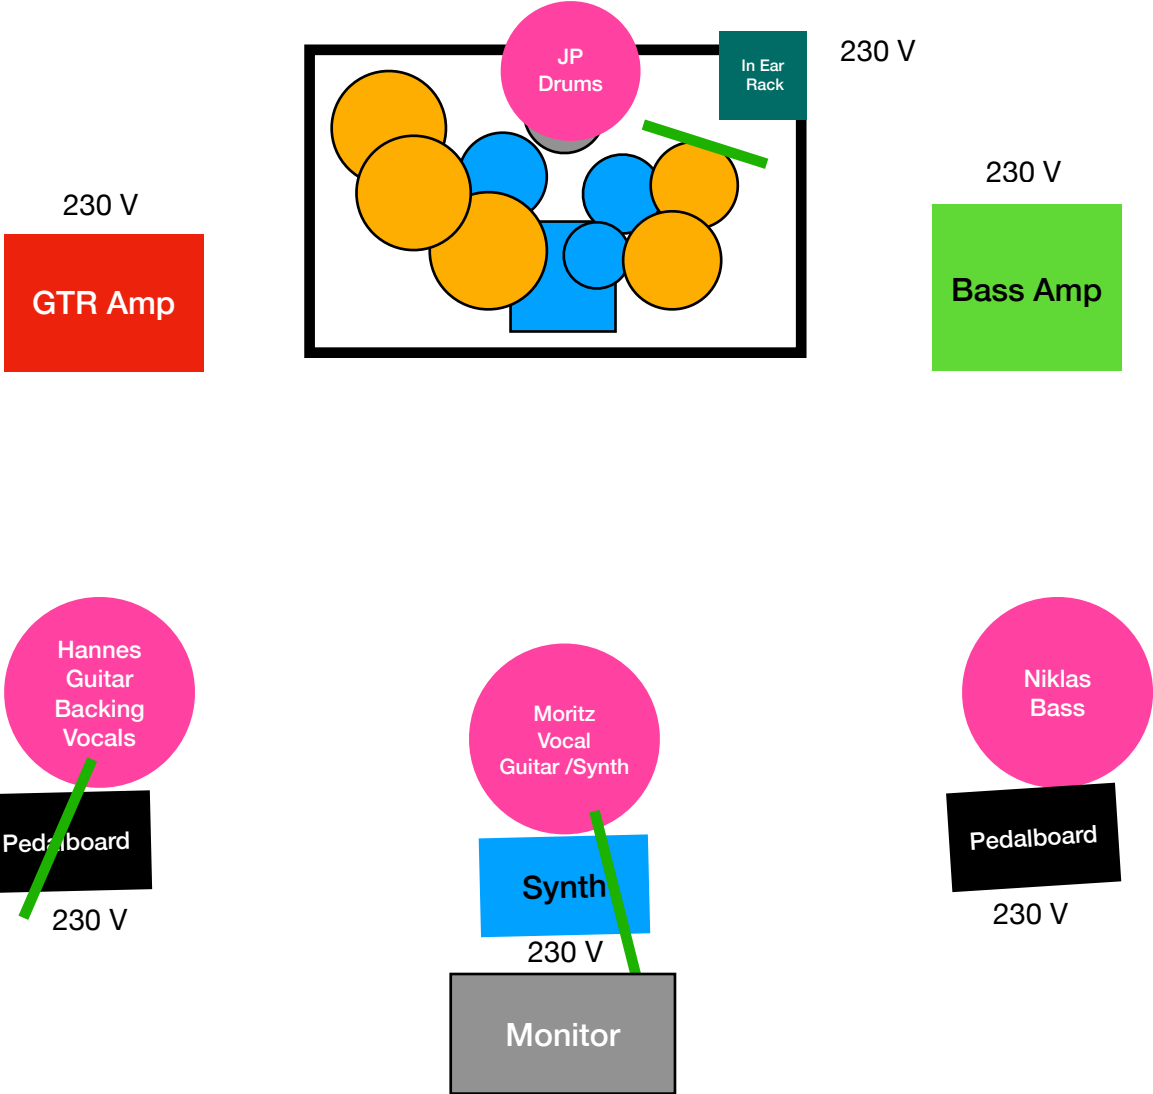 JP
Drums
In Ear
Rack
230 V
230 V
230 V
GTR Amp
Bass Amp
Hannes
Guitar
Backing
Vocals
Moritz
Vocal
Guitar /Synth
Niklas
Bass
Pedalboard
230 V
Synth
230 V
Pedalboard
230 V
Monitor